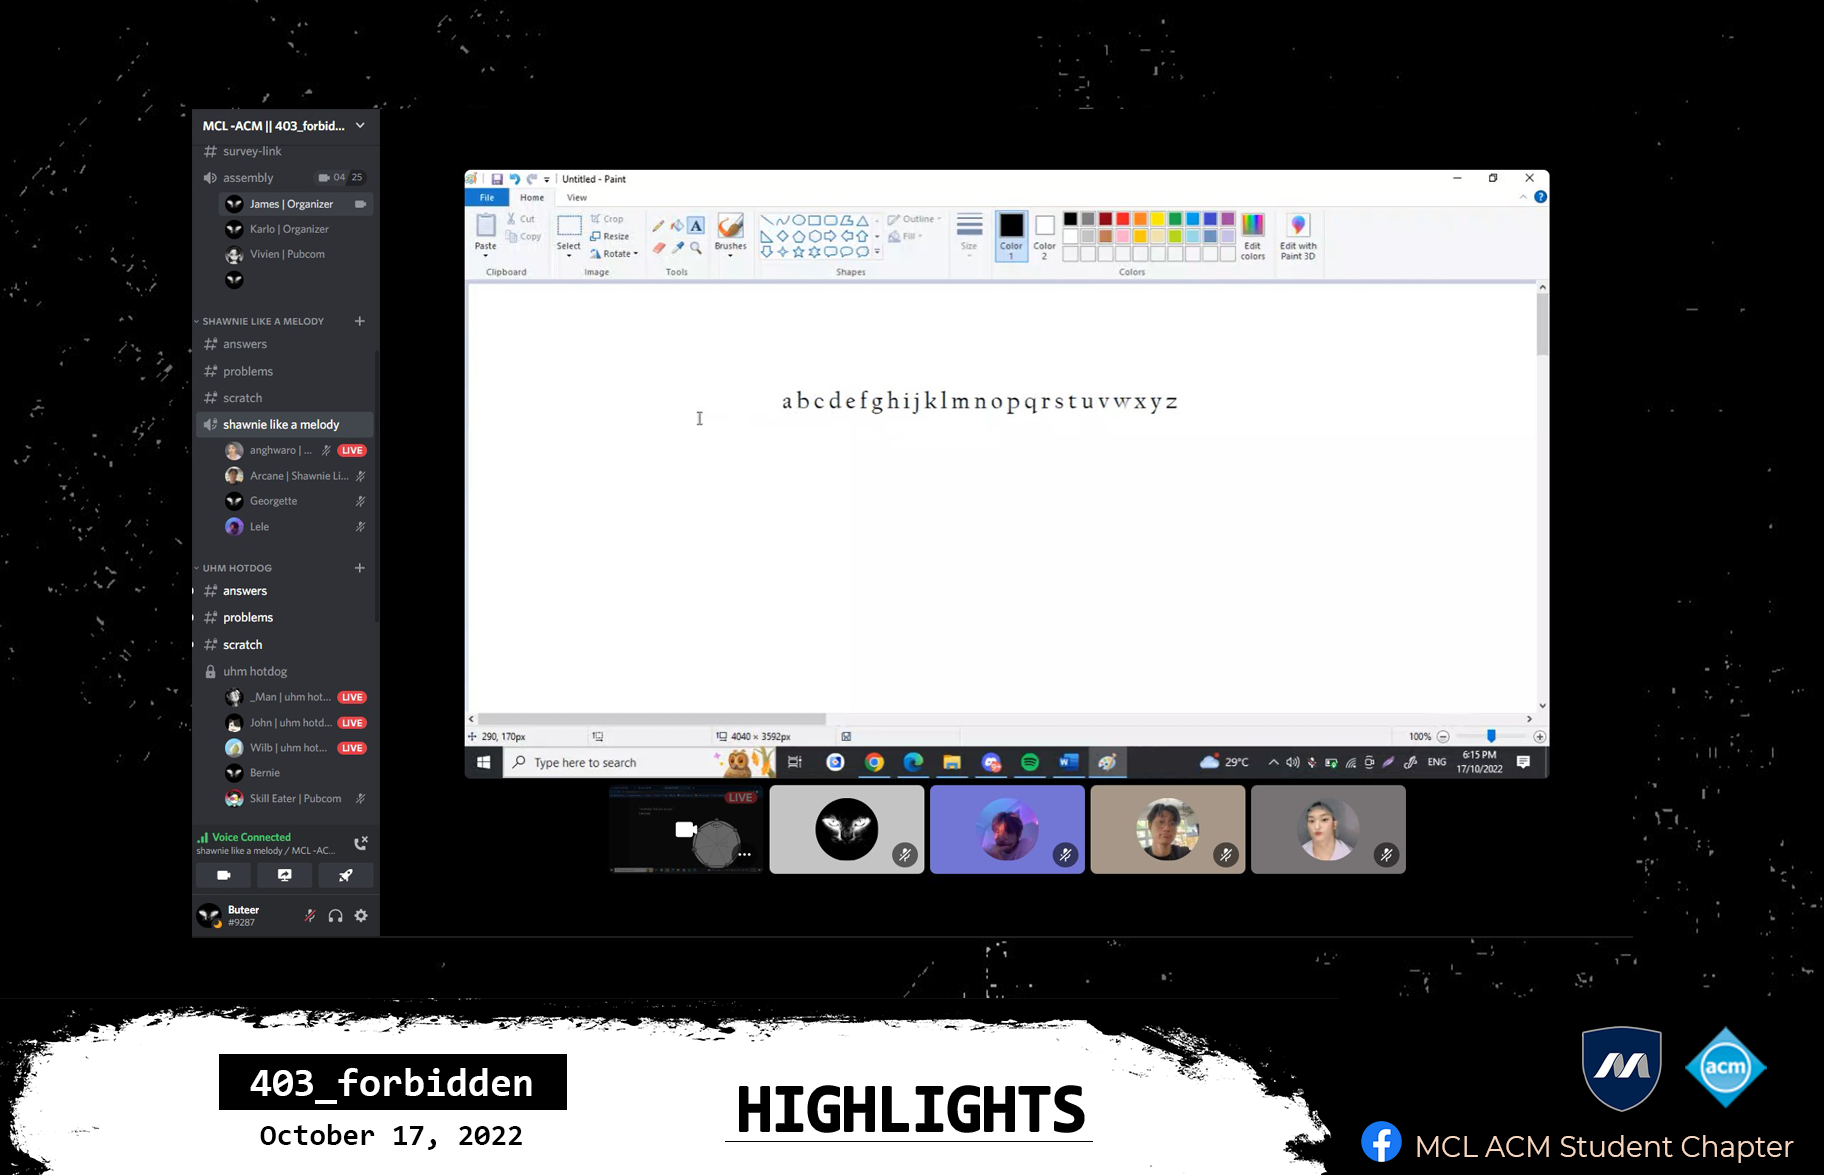 MCL -ACM || 403_forbid...
survey-link
assembly 04 25
James | Organizer
Karlo | Organizer
Vivien | Pubcom
SHAWNIE LIKE A MELODY
answers
problems
scratch
shawnie like a melody
anghwaro | ... LIVE
Arcane | Shawnie Li...
Georgette
Lele
UHM HOTDOG
answers
problems
scratch
uhm hotdog
_Man | uhm hot... LIVE
John | uhm hotd... LIVE
Wilb | uhm hot... LIVE
Bernie
Skill Eater | Pubcom
Voice Connected
shawnie like a melody / MCL -AC...
Buteer
#9287
Untitled - Paint
File Home View
Paste
Cut
Copy
Clipboard
Select
Crop
Resize
Rotate
Image
A
Tools
Brushes
Shapes
Outline
Fill
Size
Color
1
Color
2
Colors
Edit
colors
Edit with
Paint 3D
a b c d e f g h i j k l m n o p q r s t u v w x y z
290, 170px
4040 × 3592px
100%
Type here to search
29°C
ENG
6:15 PM
17/10/2022
LIVE
403_forbidden
October 17, 2022
HIGHLIGHTS
acm
MCL ACM Student Chapter